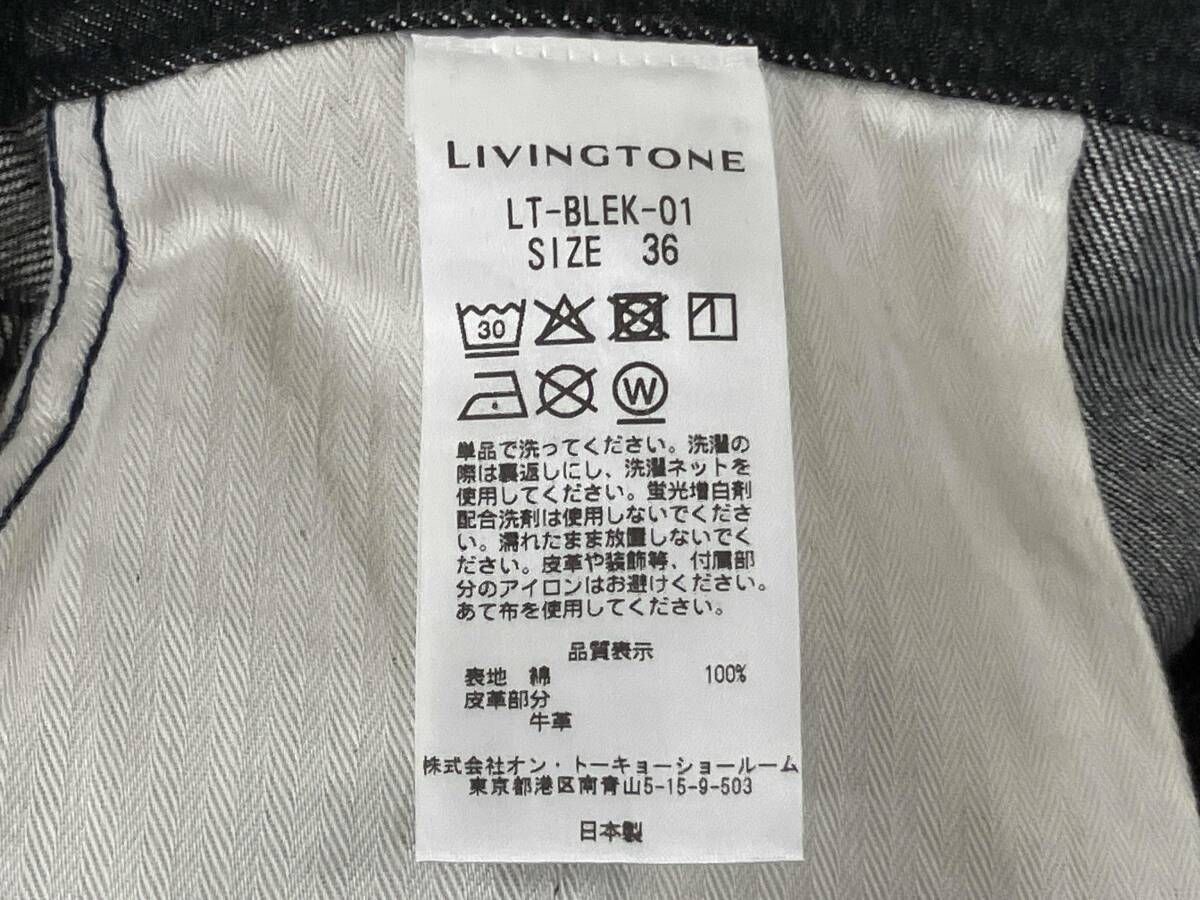 LIVINGTONE
LT-BLEK-01
SIZE 36
30
W
単品で洗ってください。洗濯の
際は裏返しにし、洗濯ネットを
使用してください。蛍光増白剤
配合洗剤は使用しないでくださ
い。濡れたまま放置しないでく
ださい。皮革や装飾等、付属部
分のアイロンはお避けください。
あて布を使用してください。
品質表示
表地 綿 100%
皮革部分
牛革
株式会社オン・トーキョーショールーム
東京都港区南青山5-15-9-503
日本製